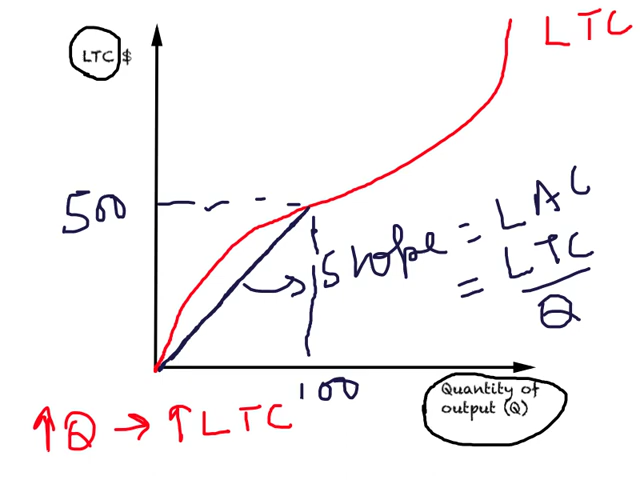 LTC
LTC $
500
Slope = LAC
= LTC
Q
100
Quantity of
output (Q)
↑Q → ↑LTC